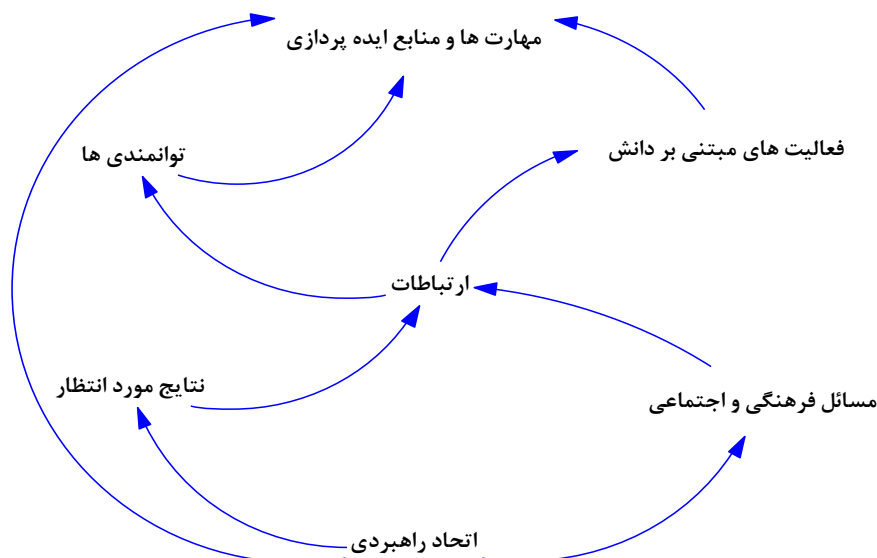 مهارت ها و منابع ایده پردازی
فعالیت های مبتنی بر دانش
توانمندی ها
ارتباطات
نتایج مورد انتظار
مسائل فرهنگی و اجتماعی
اتحاد راهبردی